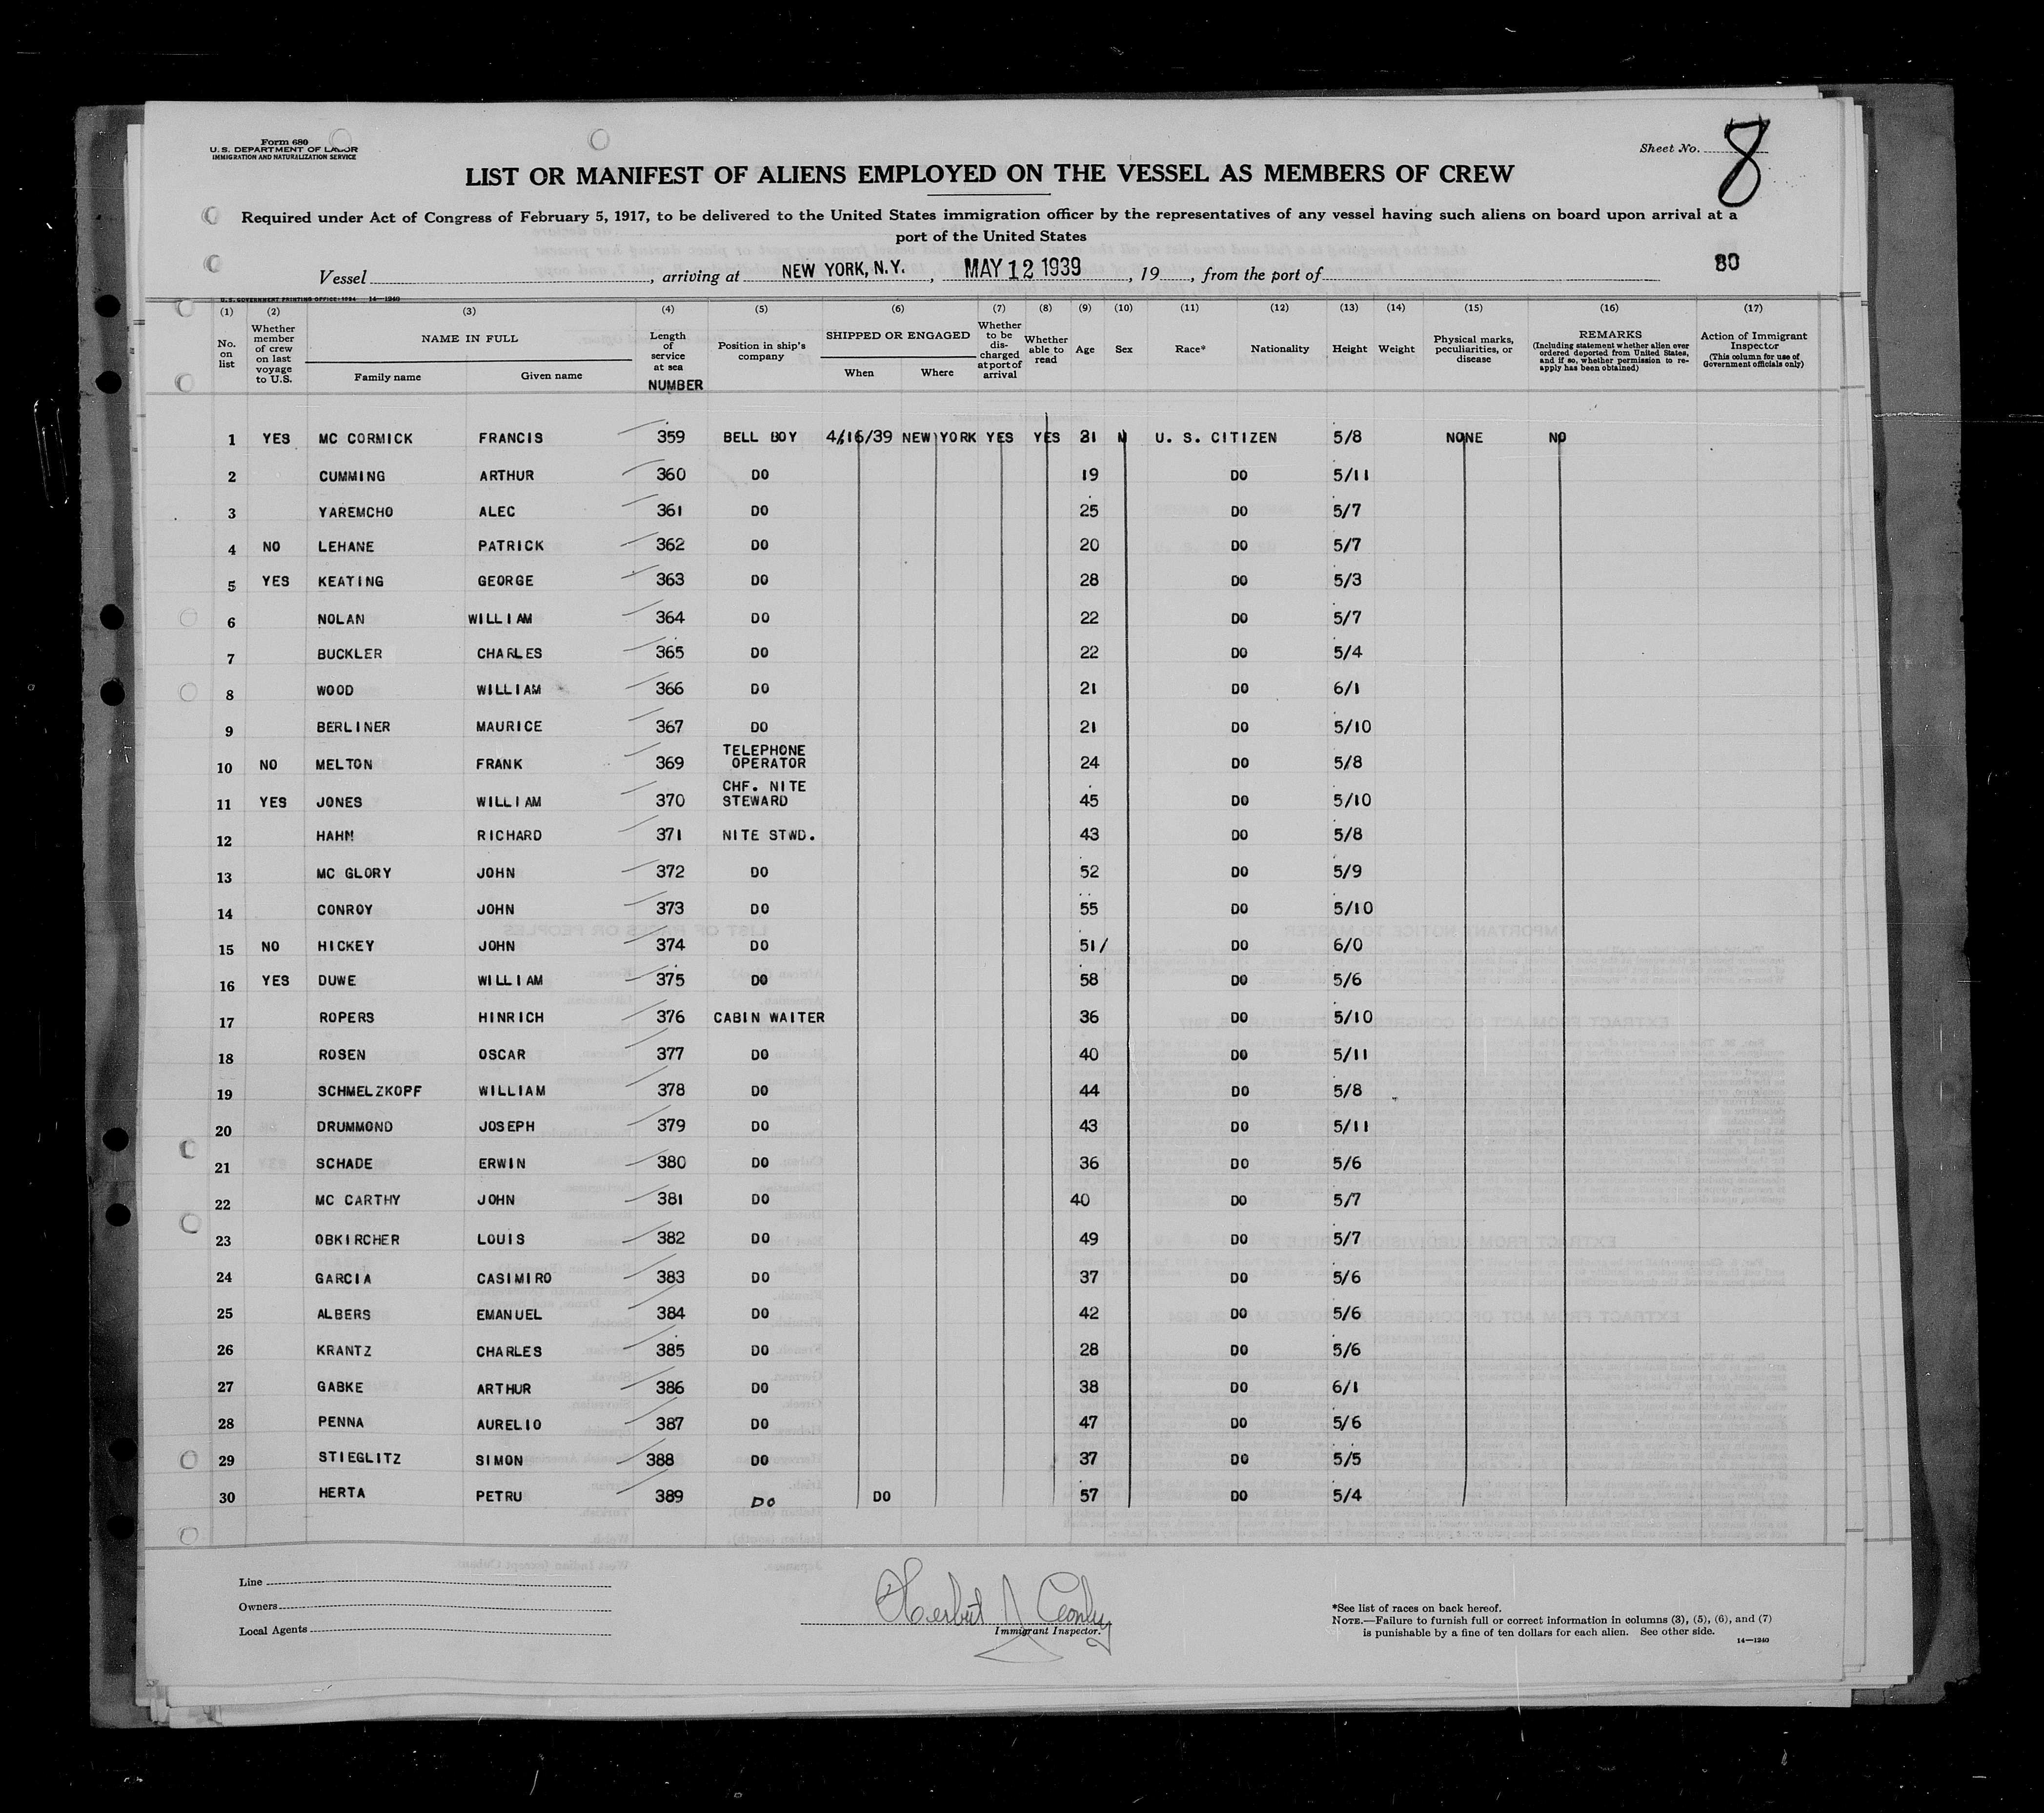 Form 680
U. S. DEPARTMENT OF LABOR
IMMIGRATION AND NATURALIZATION SERVICE
Sheet No. 8
LIST OR MANIFEST OF ALIENS EMPLOYED ON THE VESSEL AS MEMBERS OF CREW
Required under Act of Congress of February 5, 1917, to be delivered to the United States immigration officer by the representatives of any vessel having such aliens on board upon arrival at a
port of the United States
Vessel , arriving at NEW YORK, N.Y. , MAY 12 1939 , 19 , from the port of
80
U. S. GOVERNMENT PRINTING OFFICE: 1934 14—1240
(1) (2) (3) (4) (5) (6) (7) (8) (9) (10) (11) (12) (13) (14) (15) (16) (17)
No. on list
Whether member of crew on last voyage to U.S.
NAME IN FULL
Family name Given name
Length of service at sea
NUMBER
Position in ship's company
SHIPPED OR ENGAGED
When Where
Whether to be discharged at port of arrival
Whether able to read
Age Sex Race* Nationality Height Weight
Physical marks, peculiarities, or disease
REMARKS
(Including statement whether alien ever ordered deported from United States, and if so, whether permission to re-apply has been obtained)
Action of Immigrant Inspector
(This column for use of Government officials only)
1 YES MC CORMICK FRANCIS 359 BELL BOY 4/16/39 NEW YORK YES YES 21 M U. S. CITIZEN 5/8 NONE NO
2 CUMMING ARTHUR 360 DO 19 DO 5/11
3 YAREMCHO ALEC 361 DO 25 DO 5/7
4 NO LEHANE PATRICK 362 DO 20 DO 5/7
5 YES KEATING GEORGE 363 DO 28 DO 5/3
6 NOLAN WILLIAM 364 DO 22 DO 5/7
7 BUCKLER CHARLES 365 DO 22 DO 5/4
8 WOOD WILLIAM 366 DO 21 DO 6/1
9 BERLINER MAURICE 367 DO 21 DO 5/10
10 NO MELTON FRANK 369 TELEPHONE OPERATOR 24 DO 5/8
11 YES JONES WILLIAM 370 CHF. NITE STEWARD 45 DO 5/10
12 HAHN RICHARD 371 NITE STWD. 43 DO 5/8
13 MC GLORY JOHN 372 DO 52 DO 5/9
14 CONROY JOHN 373 DO 55 DO 5/10
15 NO HICKEY JOHN 374 DO 51/ DO 6/0
16 YES DUWE WILLIAM 375 DO 58 DO 5/6
17 ROPERS HINRICH 376 CABIN WAITER 36 DO 5/10
18 ROSEN OSCAR 377 DO 40 DO 5/11
19 SCHMELZKOPF WILLIAM 378 DO 44 DO 5/8
20 DRUMMOND JOSEPH 379 DO 43 DO 5/11
21 SCHADE ERWIN 380 DO 36 DO 5/6
22 MC CARTHY JOHN 381 DO 40 DO 5/7
23 OBKIRCHER LOUIS 382 DO 49 DO 5/7
24 GARCIA CASIMIRO 383 DO 37 DO 5/6
25 ALBERS EMANUEL 384 DO 42 DO 5/6
26 KRANTZ CHARLES 385 DO 28 DO 5/6
27 GABKE ARTHUR 386 DO 38 DO 6/1
28 PENNA AURELIO 387 DO 47 DO 5/6
29 STIEGLITZ SIMON 388 DO 37 DO 5/5
30 HERTA PETRU 389 DO DO 57 DO 5/4
Line
Owners
Local Agents
Herbert J
Immigrant Inspector.
*See list of races on back hereof.
NOTE.—Failure to furnish full or correct information in columns (3), (5), (6), and (7)
is punishable by a fine of ten dollars for each alien. See other side.
14—1240